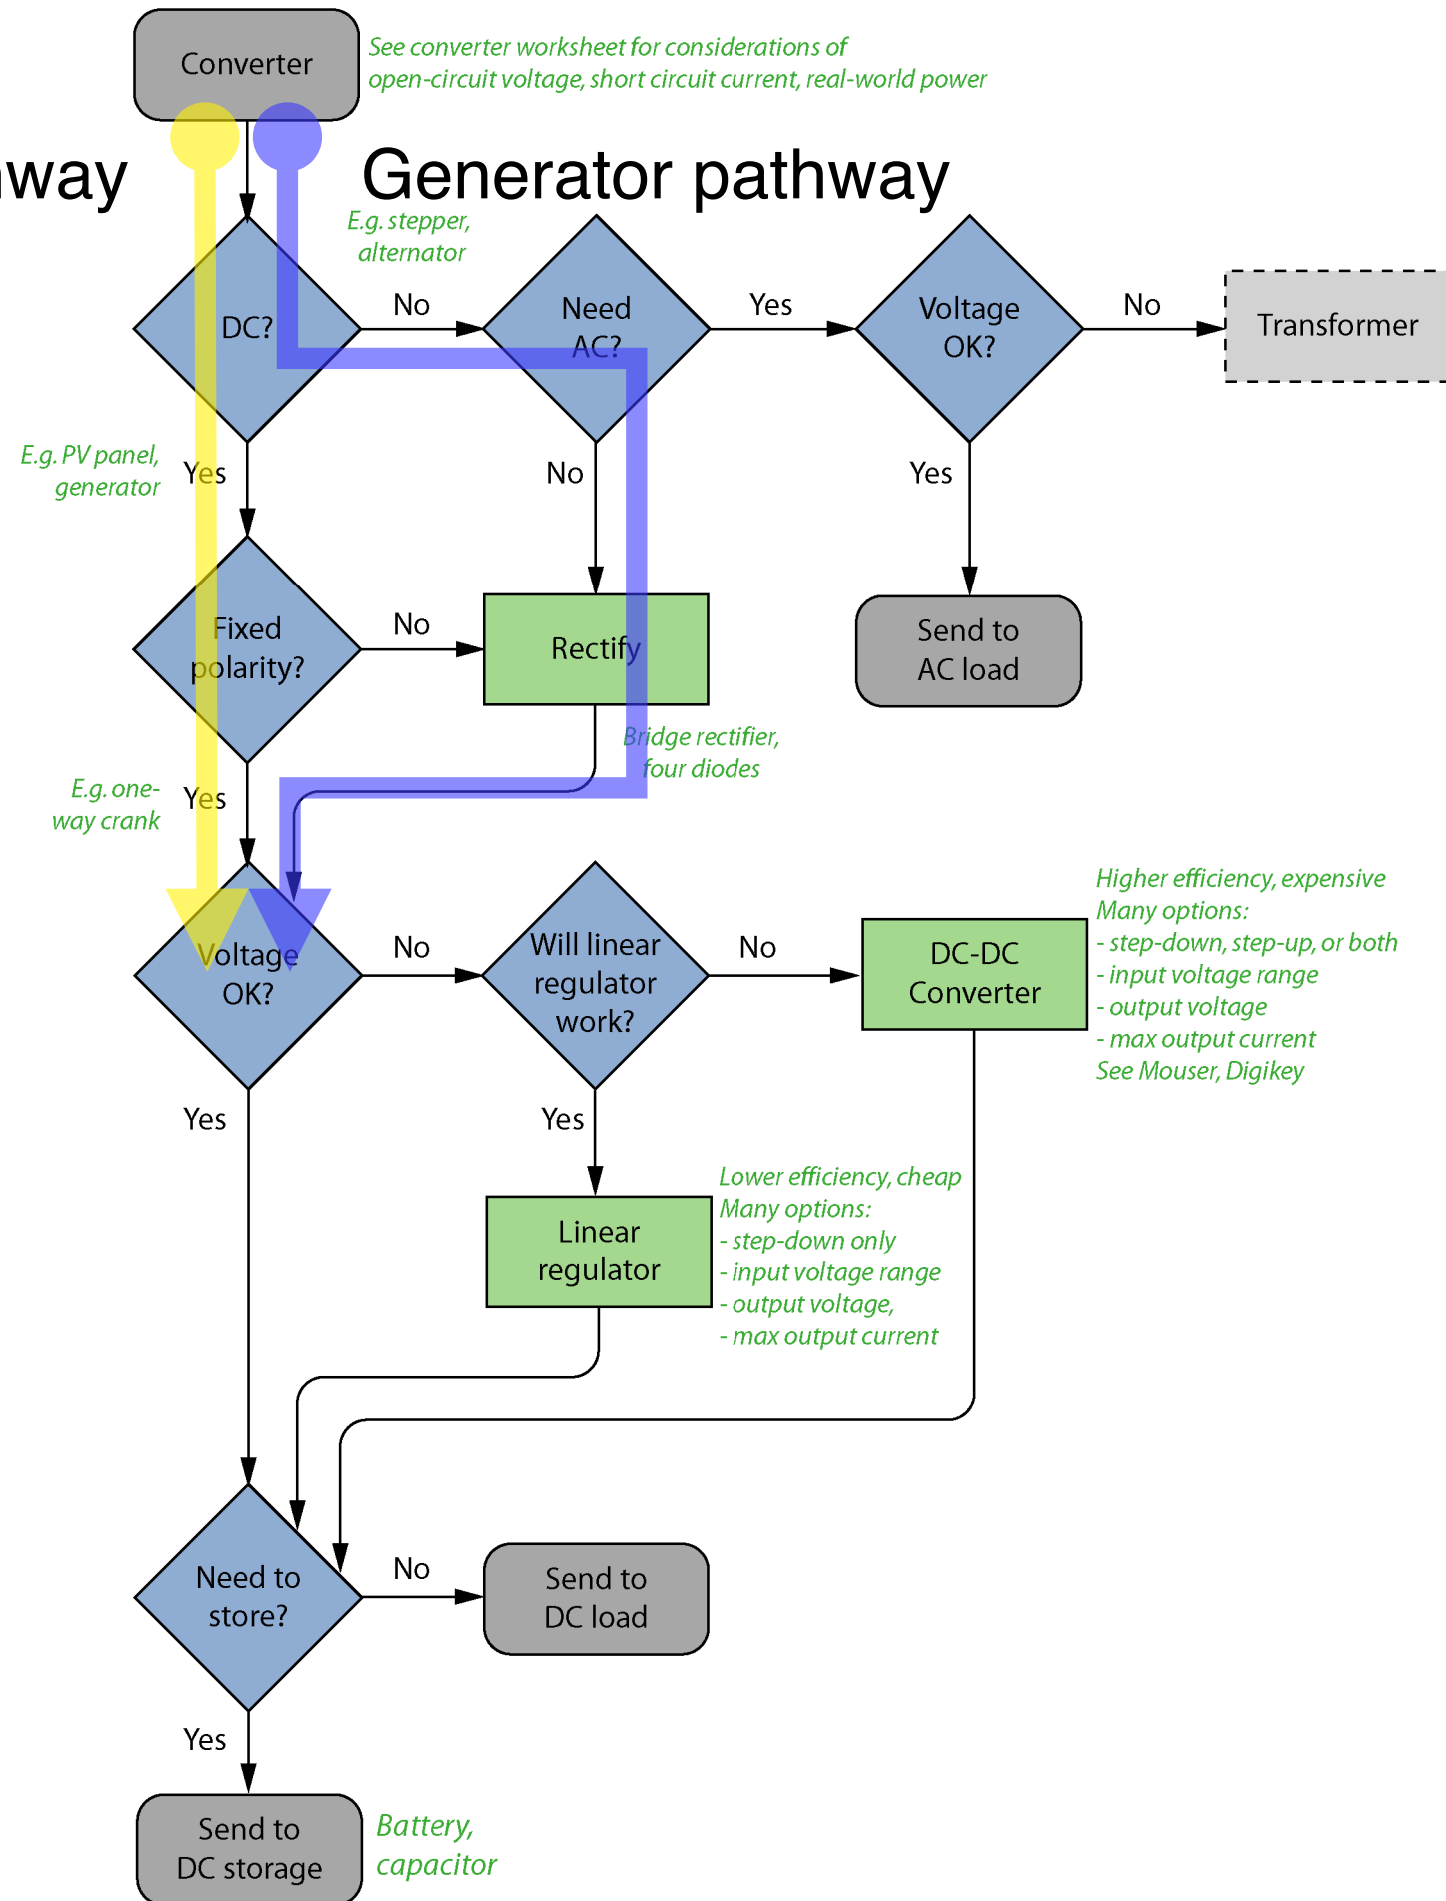 Converter
See converter worksheet for considerations of
open-circuit voltage, short circuit current, real-world power
way
Generator pathway
E.g. stepper,
alternator
DC?
No
Need
AC?
Yes
Voltage
OK?
No
Transformer
E.g. PV panel,
generator
Yes
No
Yes
Fixed
polarity?
No
Rectify
Send to
AC load
Bridge rectifier,
four diodes
E.g. one-
way crank
Yes
Voltage
OK?
No
Will linear
regulator
work?
No
DC-DC
Converter
Higher efficiency, expensive
Many options:
- step-down, step-up, or both
- input voltage range
- output voltage
- max output current
See Mouser, Digikey
Yes
Yes
Linear
regulator
Lower efficiency, cheap
Many options:
- step-down only
- input voltage range
- output voltage,
- max output current
Need to
store?
No
Send to
DC load
Yes
Send to
DC storage
Battery,
capacitor